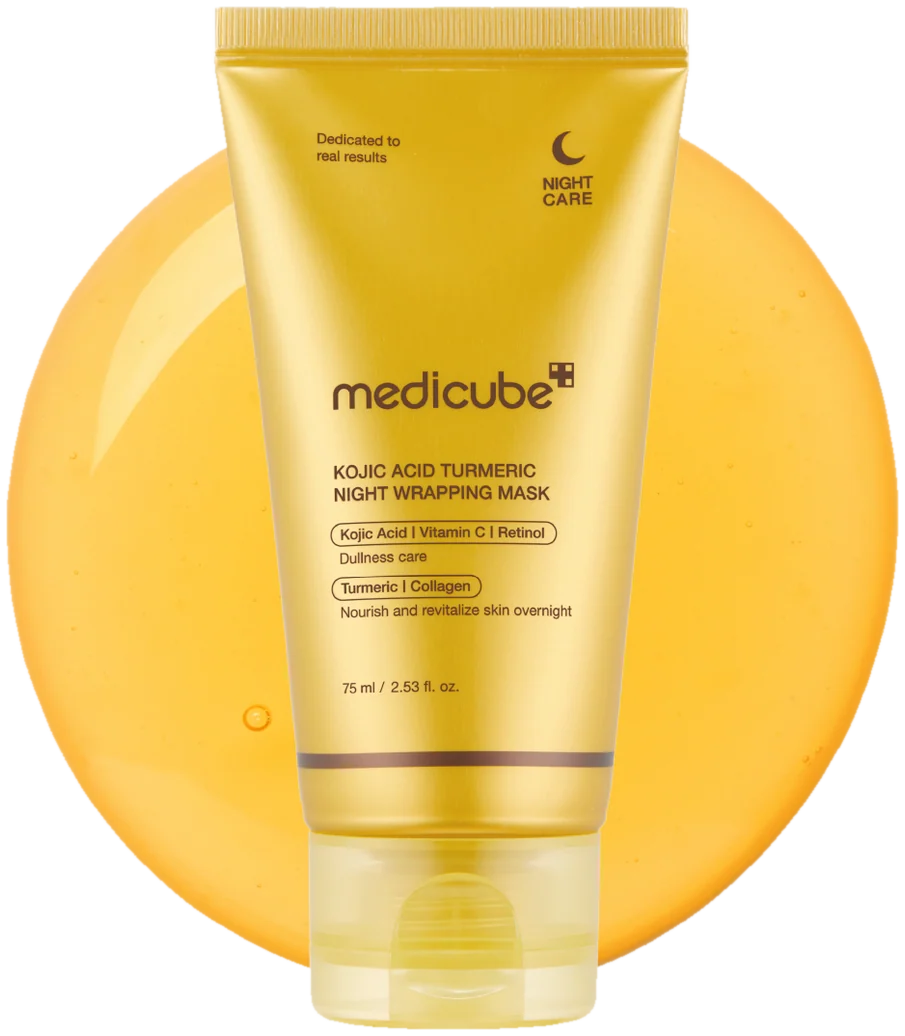 Dedicated to
real results
NIGHT
CARE
medicube
KOJIC ACID TURMERIC
NIGHT WRAPPING MASK
Kojic Acid | Vitamin C | Retinol
Dullness care
Turmeric | Collagen
Nourish and revitalize skin overnight
75 ml / 2.53 fl. oz.